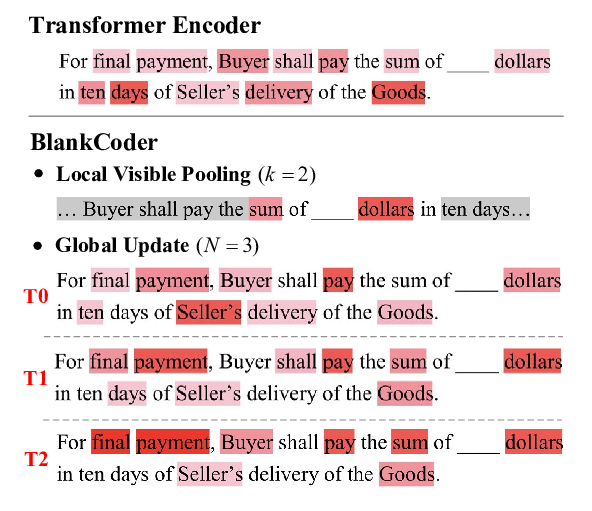 Transformer Encoder
For final payment, Buyer shall pay the sum of ____ dollars
in ten days of Seller's delivery of the Goods.
BlankCoder
• Local Visible Pooling (k = 2)
... Buyer shall pay the sum of ____ dollars in ten days...
• Global Update (N = 3)
T0
For final payment, Buyer shall pay the sum of ____ dollars
in ten days of Seller's delivery of the Goods.
T1
For final payment, Buyer shall pay the sum of ____ dollars
in ten days of Seller's delivery of the Goods.
T2
For final payment, Buyer shall pay the sum of ____ dollars
in ten days of Seller's delivery of the Goods.